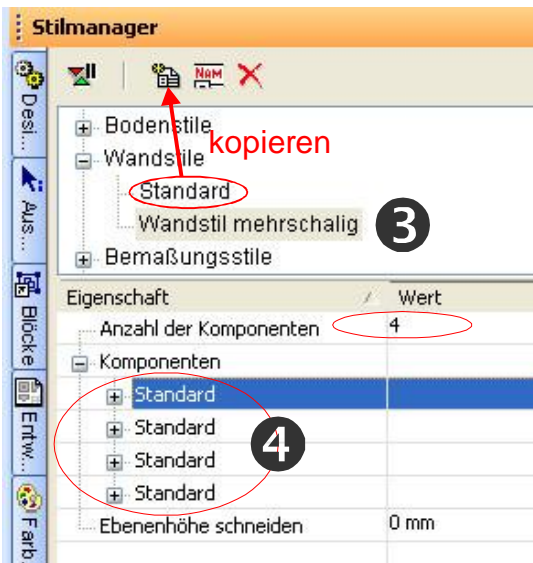 Stilmanager
NAM
kopieren
Bodenstile
Wandstile
Standard
Wandstil mehrschalig
3
Bemaßungsstile
Eigenschaft Wert
Anzahl der Komponenten 4
Komponenten
Standard
Standard
Standard
Standard
4
Ebenenhöhe schneiden 0 mm
Desi...
Aus...
Blöcke
Entw...
Farb.